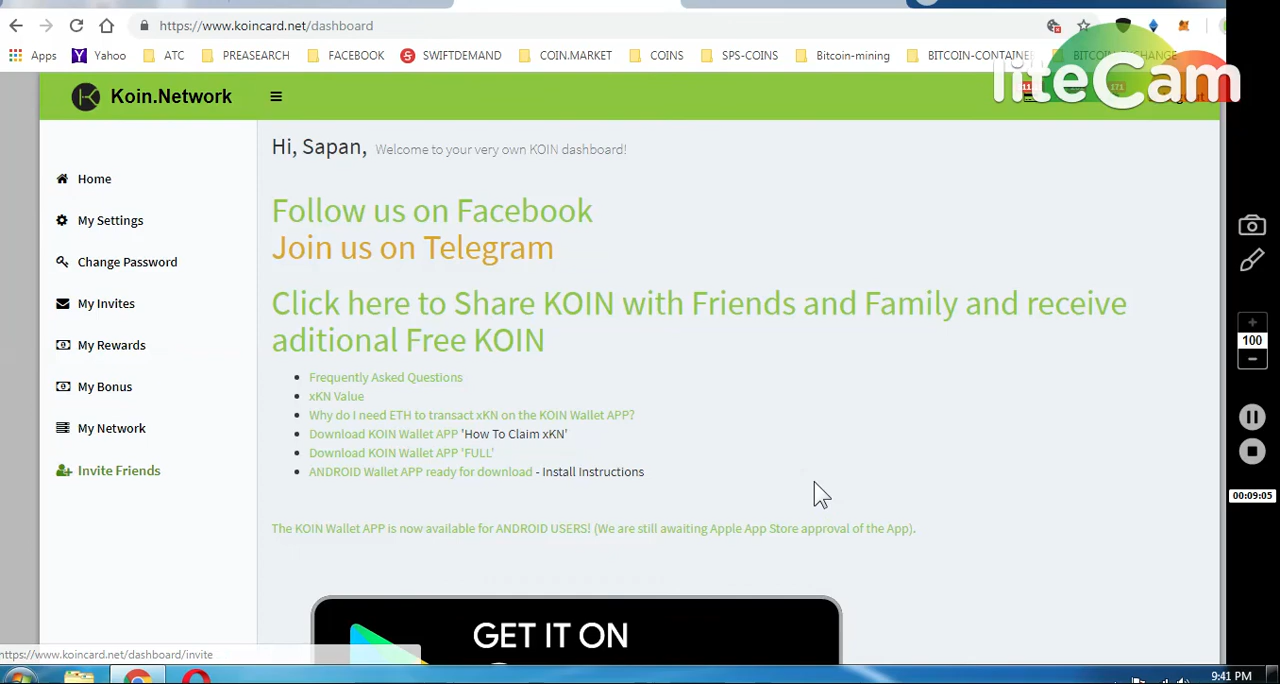 https://www.koincard.net/dashboard
Apps Yahoo ATC PREASEARCH FACEBOOK SWIFTDEMAND COIN.MARKET COINS SPS-COINS Bitcoin-mining BITCOIN-CONTAINE BITCOIN-EXCHANGE
liteCam
Koin.Network
Hi, Sapan, Welcome to your very own KOIN dashboard!
Home
My Settings
Change Password
My Invites
My Rewards
My Bonus
My Network
Invite Friends
Follow us on Facebook
Join us on Telegram
Click here to Share KOIN with Friends and Family and receive
aditional Free KOIN
Frequently Asked Questions
xKN Value
Why do I need ETH to transact xKN on the KOIN Wallet APP?
Download KOIN Wallet APP 'How To Claim xKN'
Download KOIN Wallet APP 'FULL'
ANDROID Wallet APP ready for download - Install Instructions
The KOIN Wallet APP is now available for ANDROID USERS! (We are still awaiting Apple App Store approval of the App).
GET IT ON
100
00:09:05
https://www.koincard.net/dashboard/invite
9:41 PM